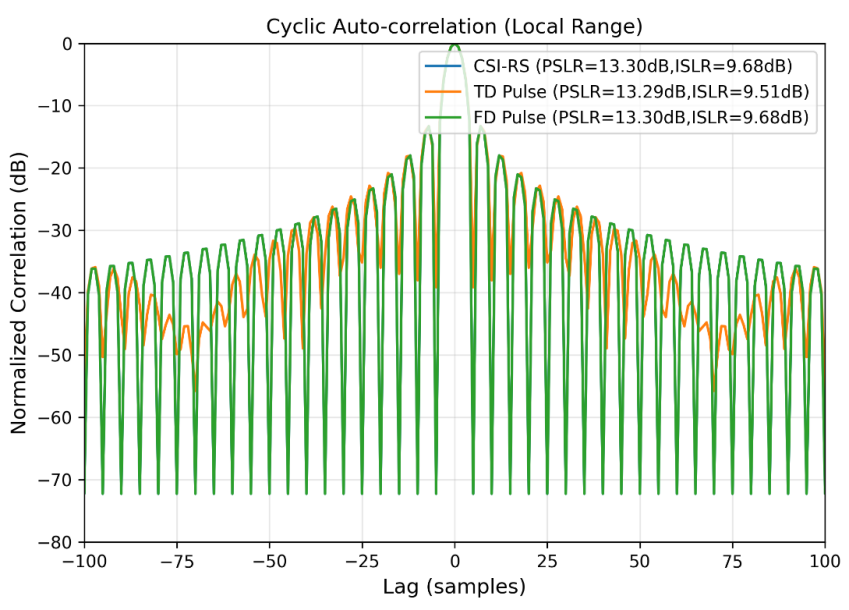 Cyclic Auto-correlation (Local Range)
CSI-RS (PSLR=13.30dB,ISLR=9.68dB)
TD Pulse (PSLR=13.29dB,ISLR=9.51dB)
FD Pulse (PSLR=13.30dB,ISLR=9.68dB)
Normalized Correlation (dB)
0
−10
−20
−30
−40
−50
−60
−70
−80
−100 −75 −50 −25 0 25 50 75 100
Lag (samples)